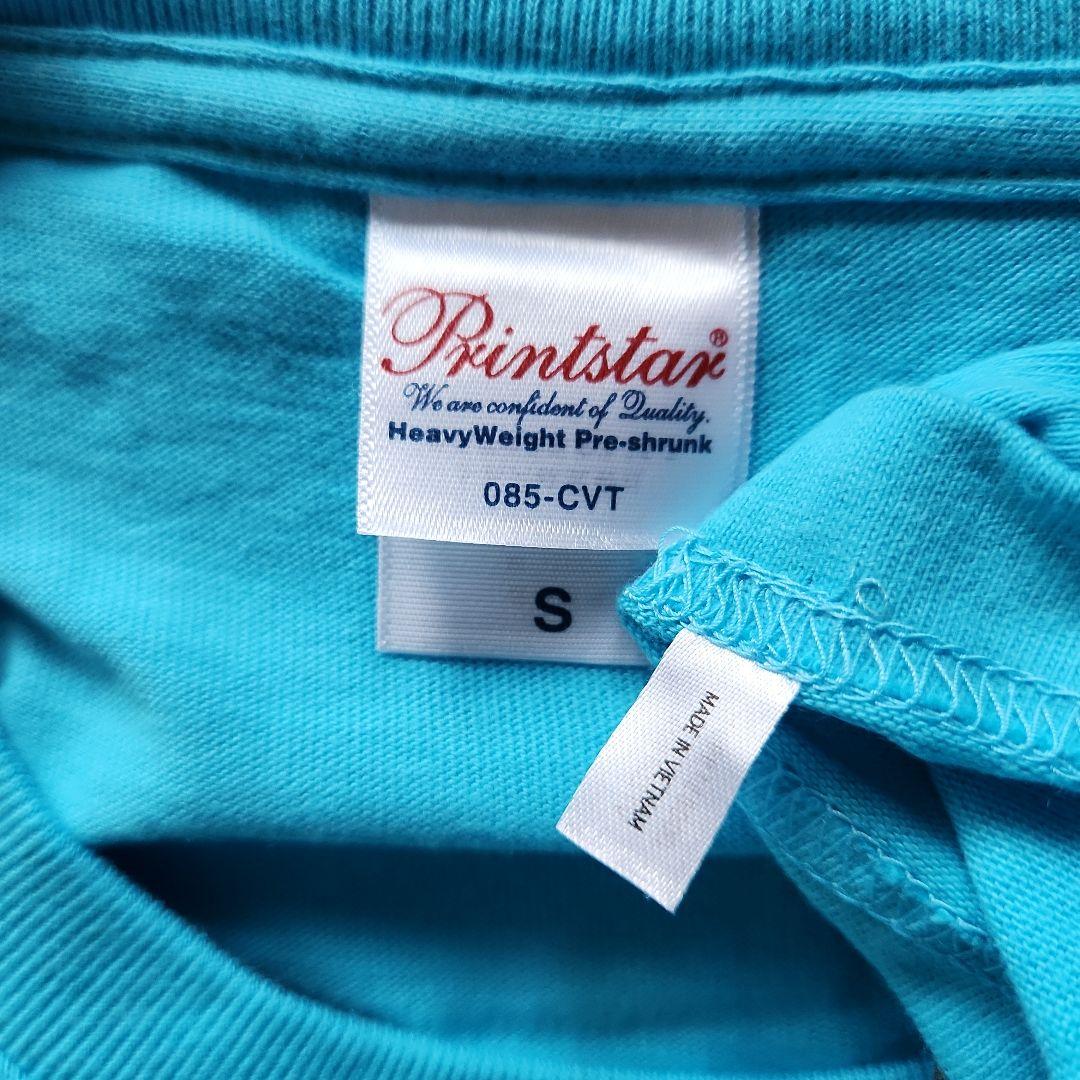 Printstar®
We are confident of Quality.
HeavyWeight Pre-shrunk
085-CVT
S
MADE IN VIETNAM